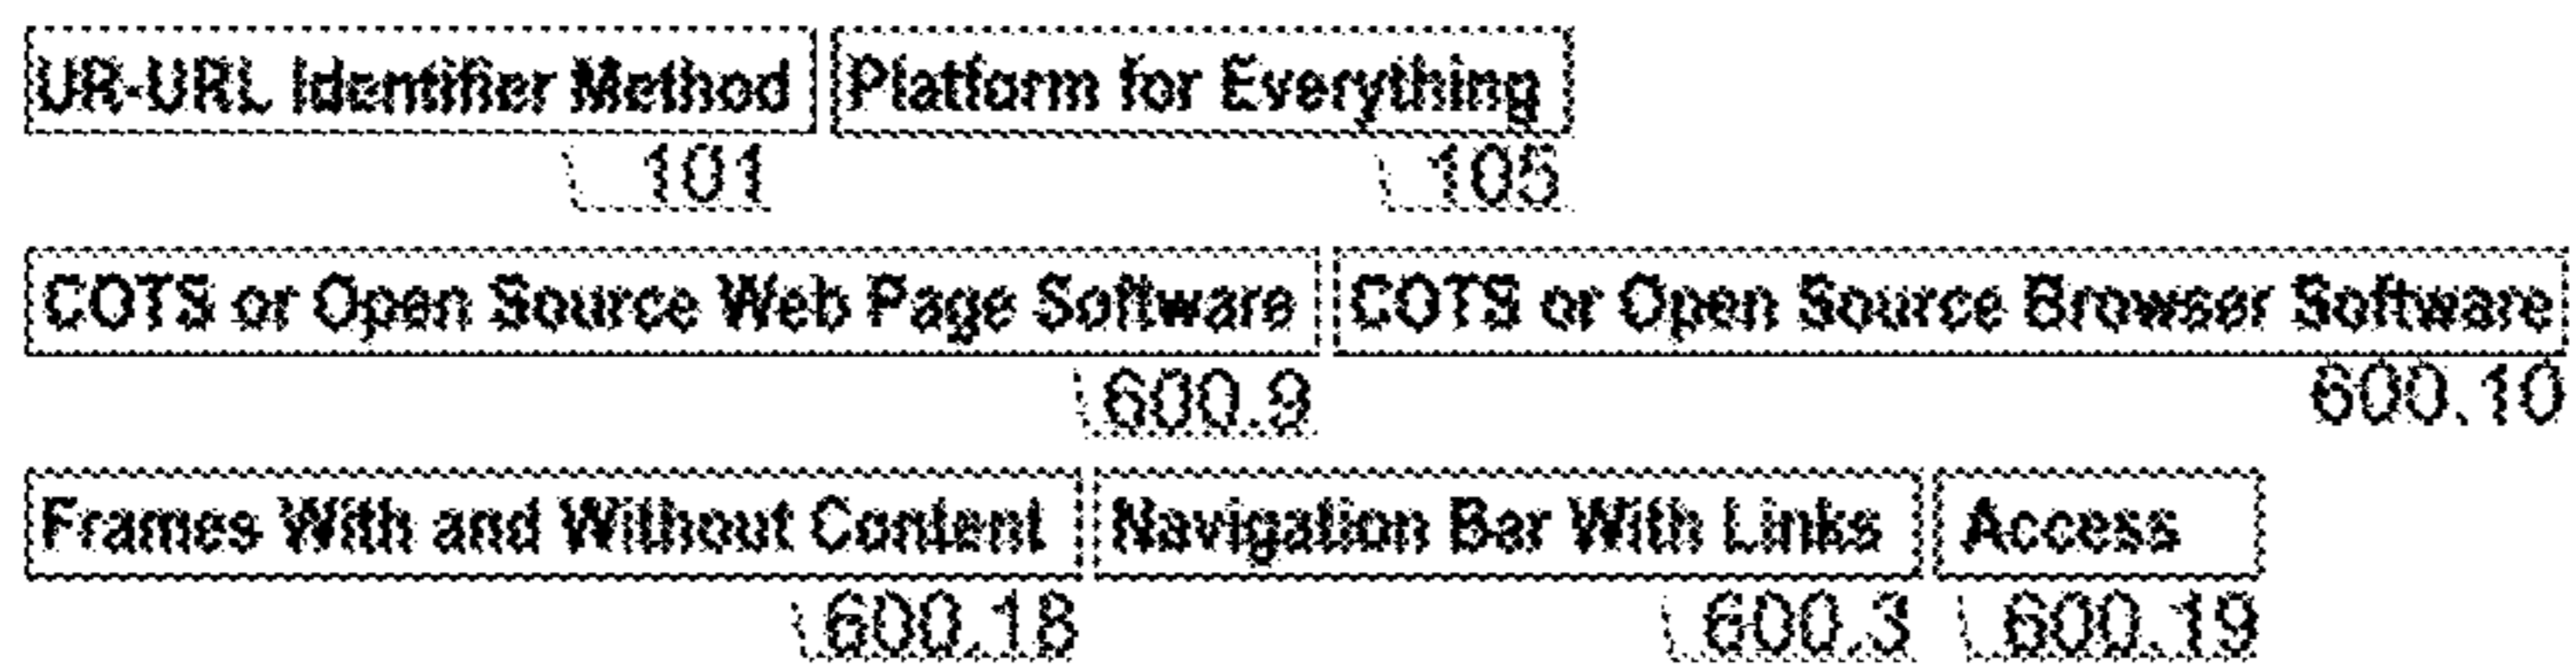 UR-URL Identifier Method Platform for Everything
101 105
COTS or Open Source Web Page Software COTS or Open Source Browser Software
600.9 600.10
Frames With and Without Content Navigation Bar With Links Access
600.18 600.3 600.19